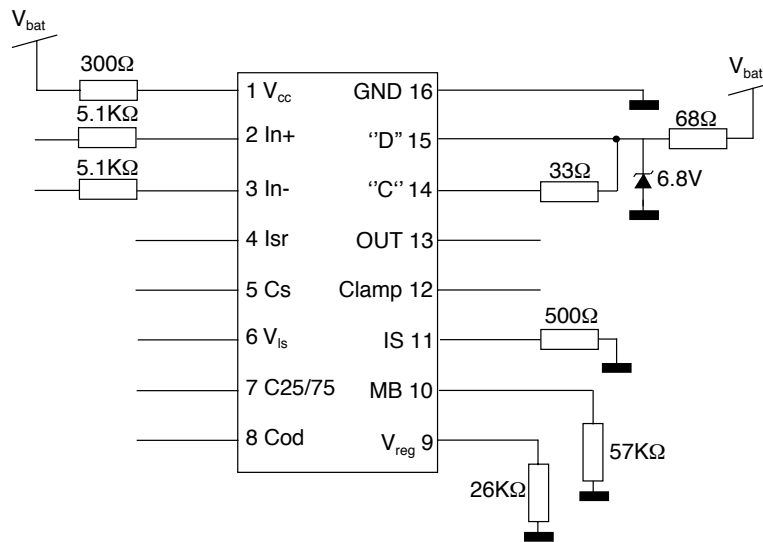 V_bat
300Ω
1 V_cc
5.1KΩ
2 In+
5.1KΩ
3 In-
4 Isr
5 Cs
6 V_Is
7 C25/75
8 Cod
GND 16
‘‘D’’ 15
‘‘C‘‘ 14
OUT 13
Clamp 12
IS 11
MB 10
V_reg 9
V_bat
68Ω
33Ω
6.8V
500Ω
57KΩ
26KΩ